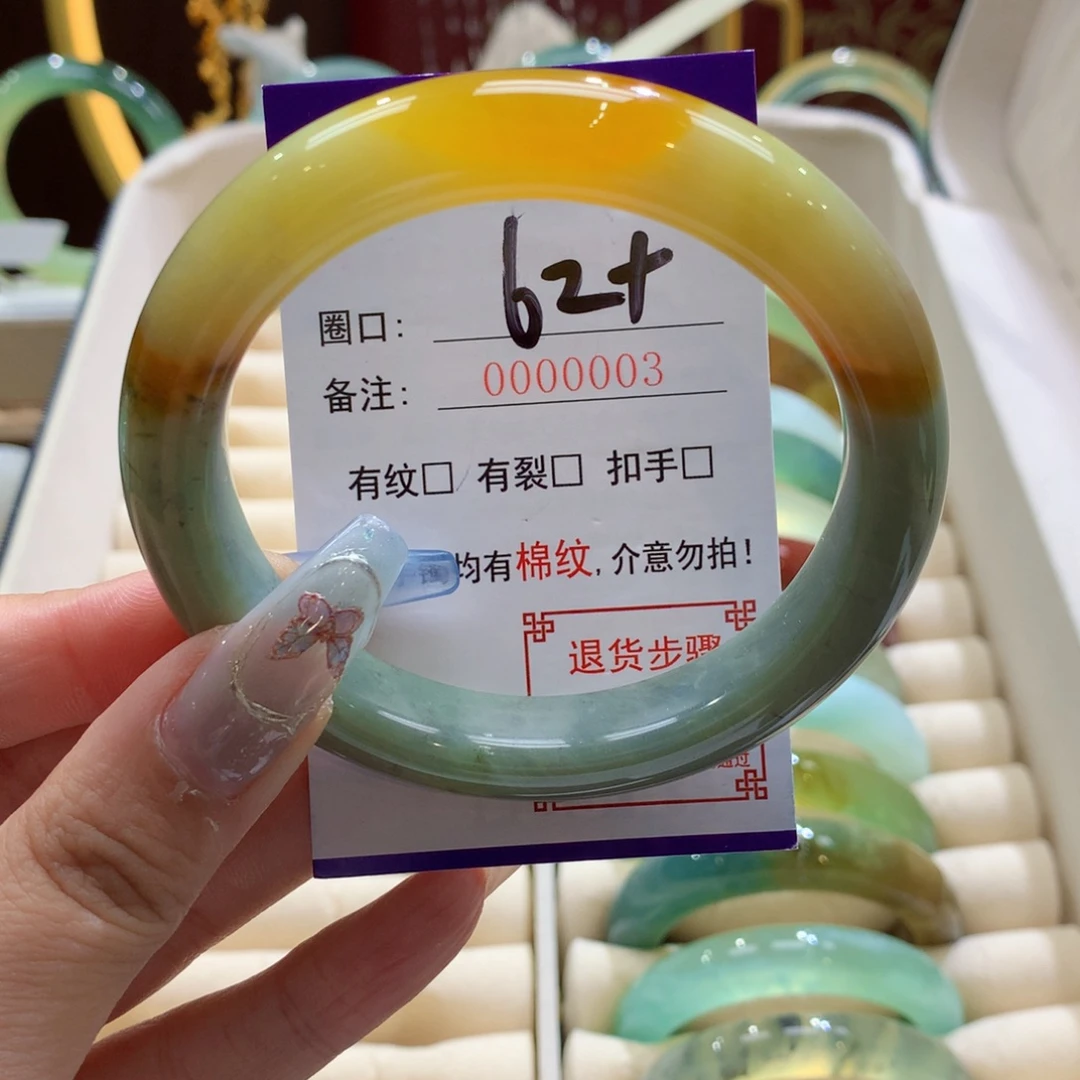 圈口: 62+
备注: 0000003
有纹□ 有裂□ 扣手□
均有棉纹,介意勿拍!
退货步骤